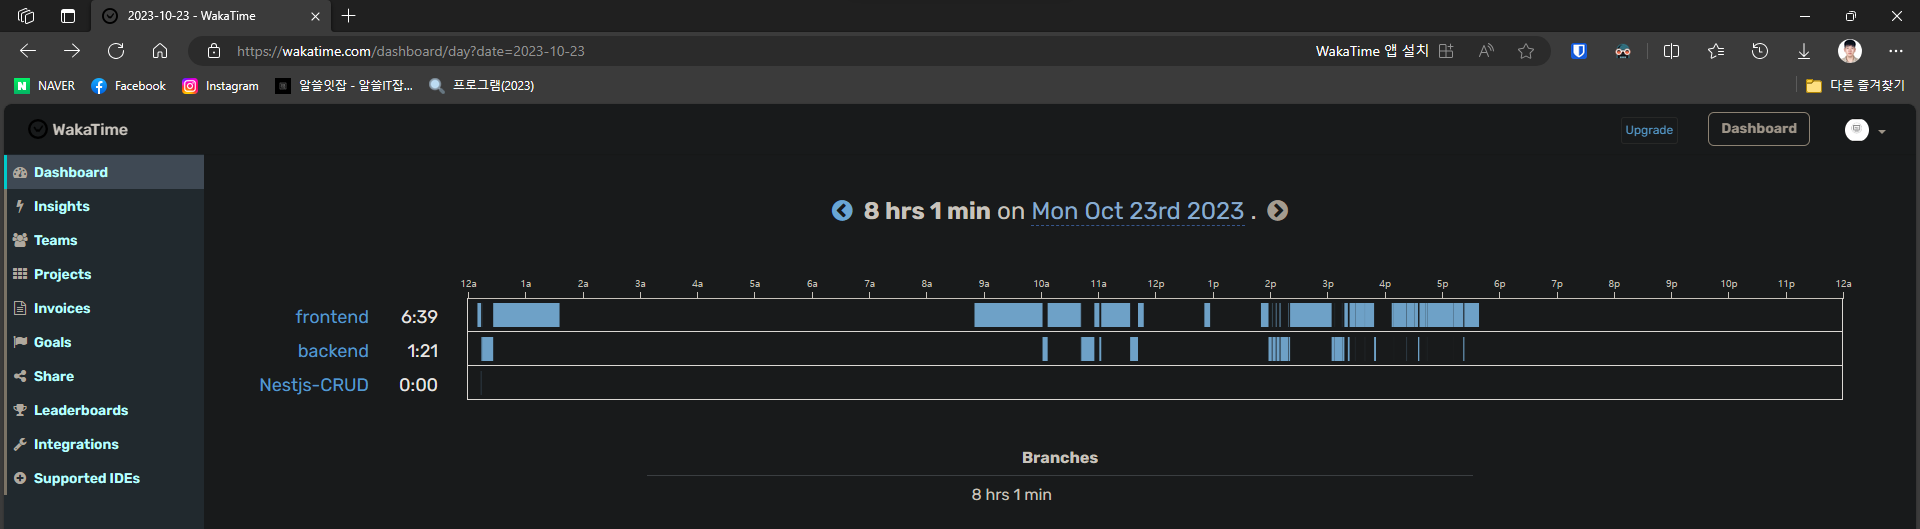 2023-10-23 - WakaTime
https://wakatime.com/dashboard/day?date=2023-10-23
WakaTime 앱 설치
NAVER Facebook Instagram 알쓸잇잡 - 알쓸IT잡... 프로그램(2023) 다른 즐겨찾기
WakaTime Upgrade Dashboard
Dashboard
Insights
Teams
Projects
Invoices
Goals
Share
Leaderboards
Integrations
Supported IDEs
8 hrs 1 min on Mon Oct 23rd 2023 .
12a 1a 2a 3a 4a 5a 6a 7a 8a 9a 10a 11a 12p 1p 2p 3p 4p 5p 6p 7p 8p 9p 10p 11p 12a
frontend 6:39
backend 1:21
Nestjs-CRUD 0:00
Branches
8 hrs 1 min